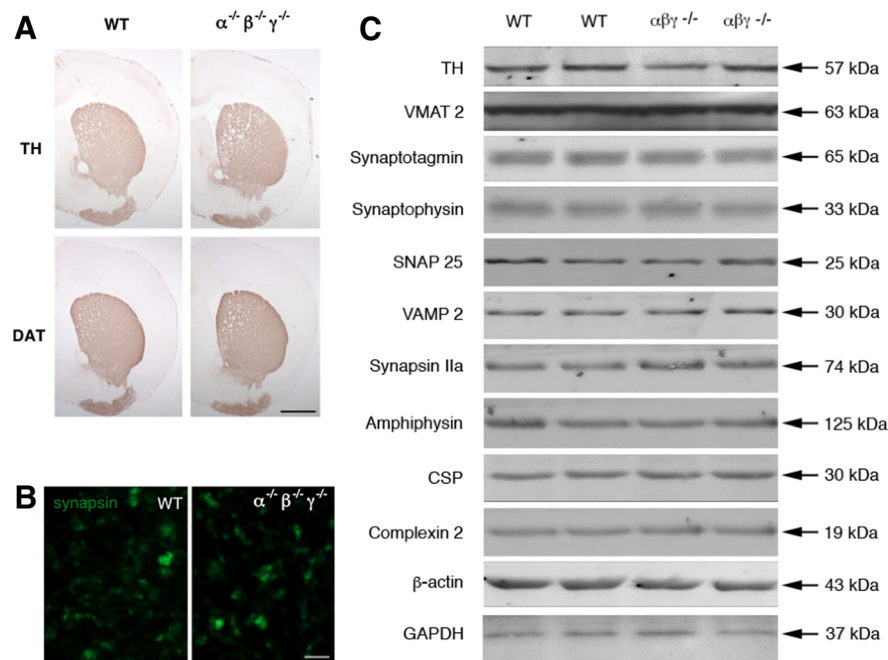 A
WT
α-/- β-/- γ-/-
TH
DAT
B
synapsin
WT
α-/- β-/- γ-/-
C
WT WT αβγ -/- αβγ -/-
TH 57 kDa
VMAT 2 63 kDa
Synaptotagmin 65 kDa
Synaptophysin 33 kDa
SNAP 25 25 kDa
VAMP 2 30 kDa
Synapsin IIa 74 kDa
Amphiphysin 125 kDa
CSP 30 kDa
Complexin 2 19 kDa
β-actin 43 kDa
GAPDH 37 kDa